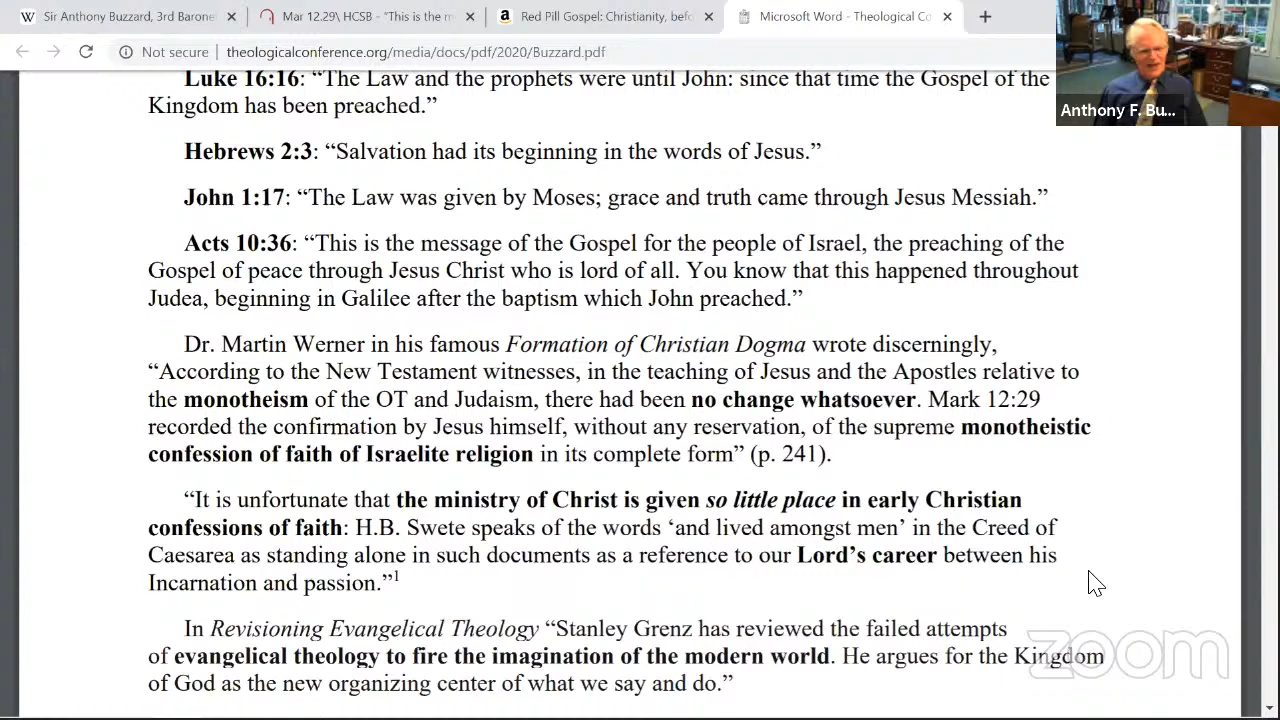 Sir Anthony Buzzard, 3rd Barone
Mar 12.29\ HCSB - "This is the m
Red Pill Gospel: Christianity, befo
Microsoft Word - Theological Co
Not secure | theologicalconference.org/media/docs/pdf/2020/Buzzard.pdf
Anthony F. Bu...
Luke 16:16: “The Law and the prophets were until John: since that time the Gospel of the
Kingdom has been preached.”
Hebrews 2:3: “Salvation had its beginning in the words of Jesus.”
John 1:17: “The Law was given by Moses; grace and truth came through Jesus Messiah.”
Acts 10:36: “This is the message of the Gospel for the people of Israel, the preaching of the
Gospel of peace through Jesus Christ who is lord of all. You know that this happened throughout
Judea, beginning in Galilee after the baptism which John preached.”
Dr. Martin Werner in his famous Formation of Christian Dogma wrote discerningly,
“According to the New Testament witnesses, in the teaching of Jesus and the Apostles relative to
the monotheism of the OT and Judaism, there had been no change whatsoever. Mark 12:29
recorded the confirmation by Jesus himself, without any reservation, of the supreme monotheistic
confession of faith of Israelite religion in its complete form” (p. 241).
“It is unfortunate that the ministry of Christ is given so little place in early Christian
confessions of faith: H.B. Swete speaks of the words ‘and lived amongst men’ in the Creed of
Caesarea as standing alone in such documents as a reference to our Lord’s career between his
Incarnation and passion.”1
In Revisioning Evangelical Theology “Stanley Grenz has reviewed the failed attempts
of evangelical theology to fire the imagination of the modern world. He argues for the Kingdom
of God as the new organizing center of what we say and do.”
zoom